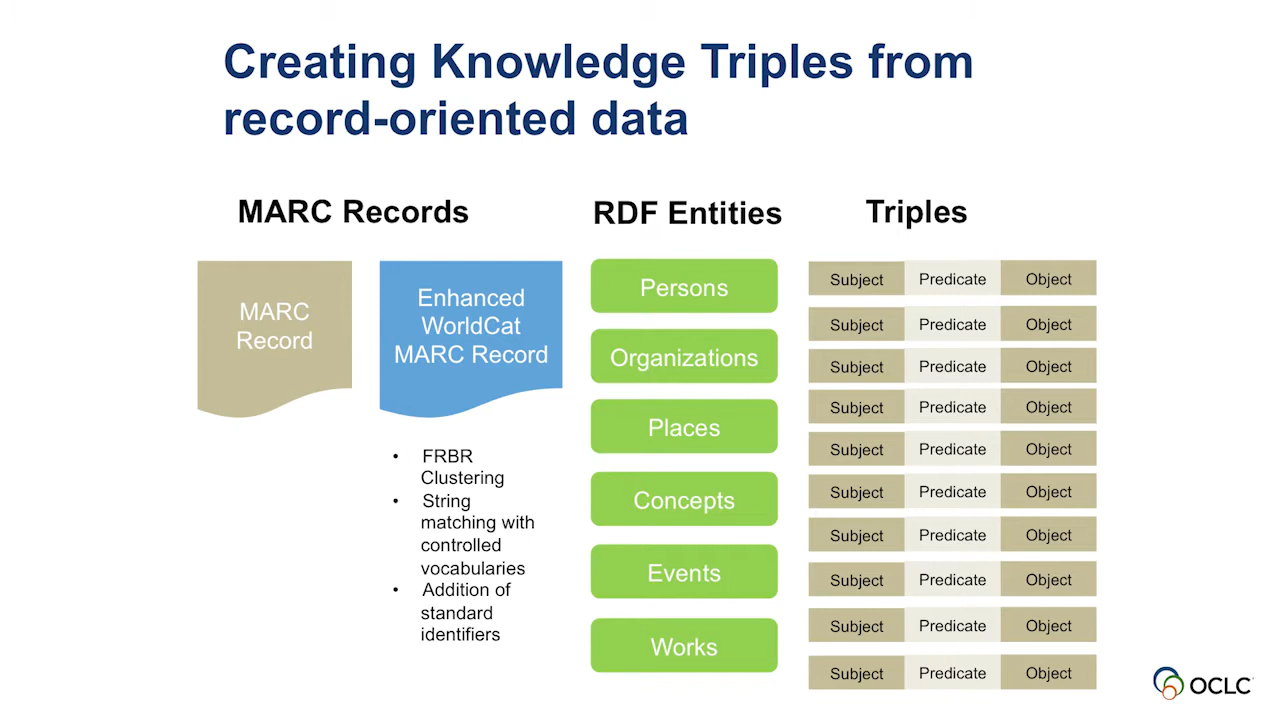 Creating Knowledge Triples from
record-oriented data
MARC Records
RDF Entities
Triples
MARC
Record
Enhanced
WorldCat
MARC Record
• FRBR
Clustering
• String
matching with
controlled
vocabularies
• Addition of
standard
identifiers
Persons
Organizations
Places
Concepts
Events
Works
Subject Predicate Object
Subject Predicate Object
Subject Predicate Object
Subject Predicate Object
Subject Predicate Object
Subject Predicate Object
Subject Predicate Object
Subject Predicate Object
Subject Predicate Object
Subject Predicate Object
OCLC